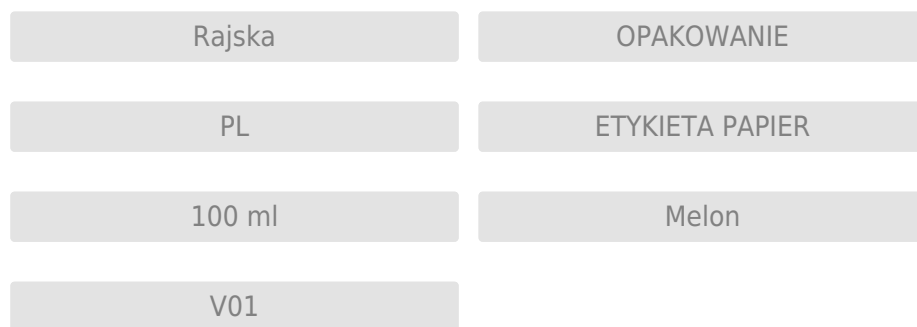 Rajska
OPAKOWANIE
PL
ETYKIETA PAPIER
100 ml
Melon
V01